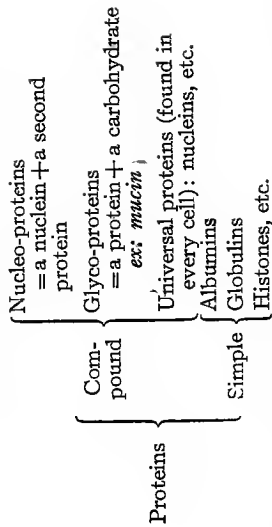 Nucleo-proteins
=a nuclein+a second
protein
Glyco-proteins
=a protein+a carbohydrate
ex: mucin
Com-
pound
Universal proteins (found in
every cell): nucleins, etc.
Proteins
Albumins
Simple
Globulins
Histones, etc.